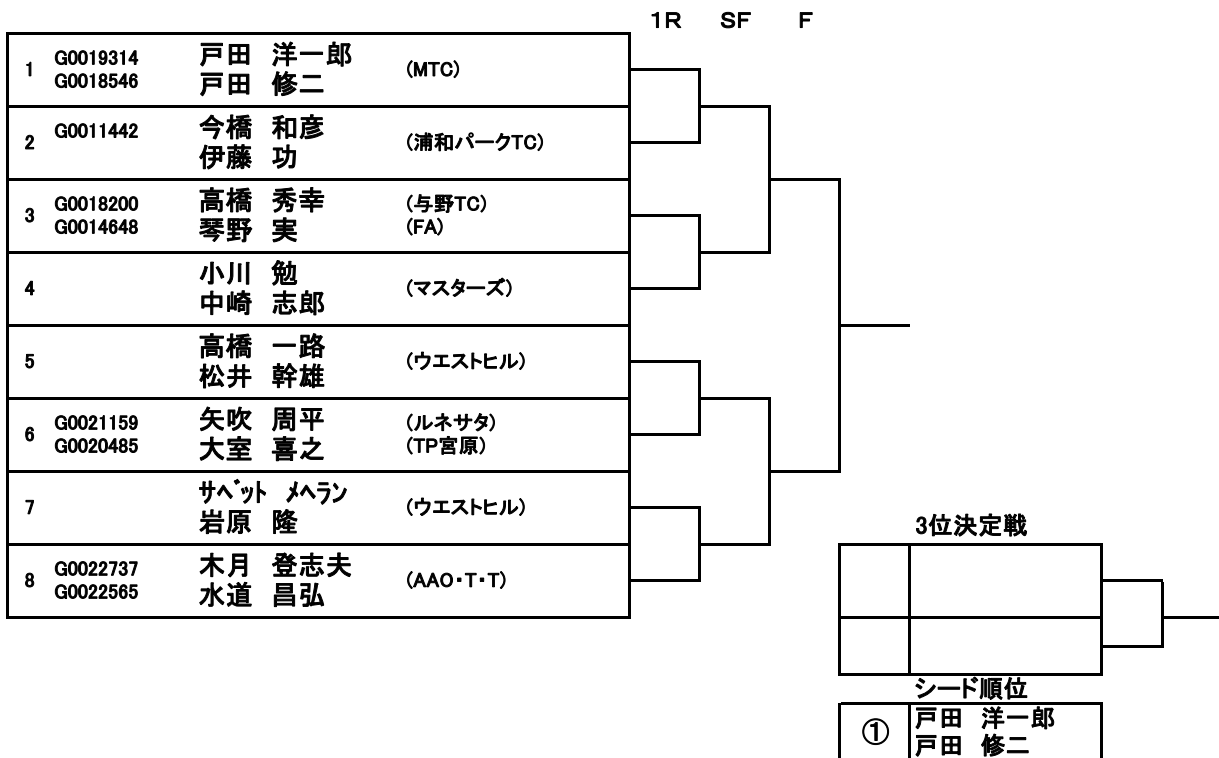 1R SF F
1 G0019314 戸田 洋一郎 (MTC)
G0018546 戸田 修二
2 G0011442 今橋 和彦 (浦和パークTC)
伊藤 功
3 G0018200 高橋 秀幸 (与野TC)
G0014648 琴野 実 (FA)
4 小川 勉 (マスターズ)
中崎 志郎
5 高橋 一路 (ウエストヒル)
松井 幹雄
6 G0021159 矢吹 周平 (ルネサタ)
G0020485 大室 喜之 (TP宮原)
7 ｻﾍﾞｯﾄ ﾒﾍﾗﾝ (ウエストヒル)
岩原 隆
8 G0022737 木月 登志夫 (AAO・T・T)
G0022565 水道 昌弘
3位決定戦
シード順位
① 戸田 洋一郎
戸田 修二